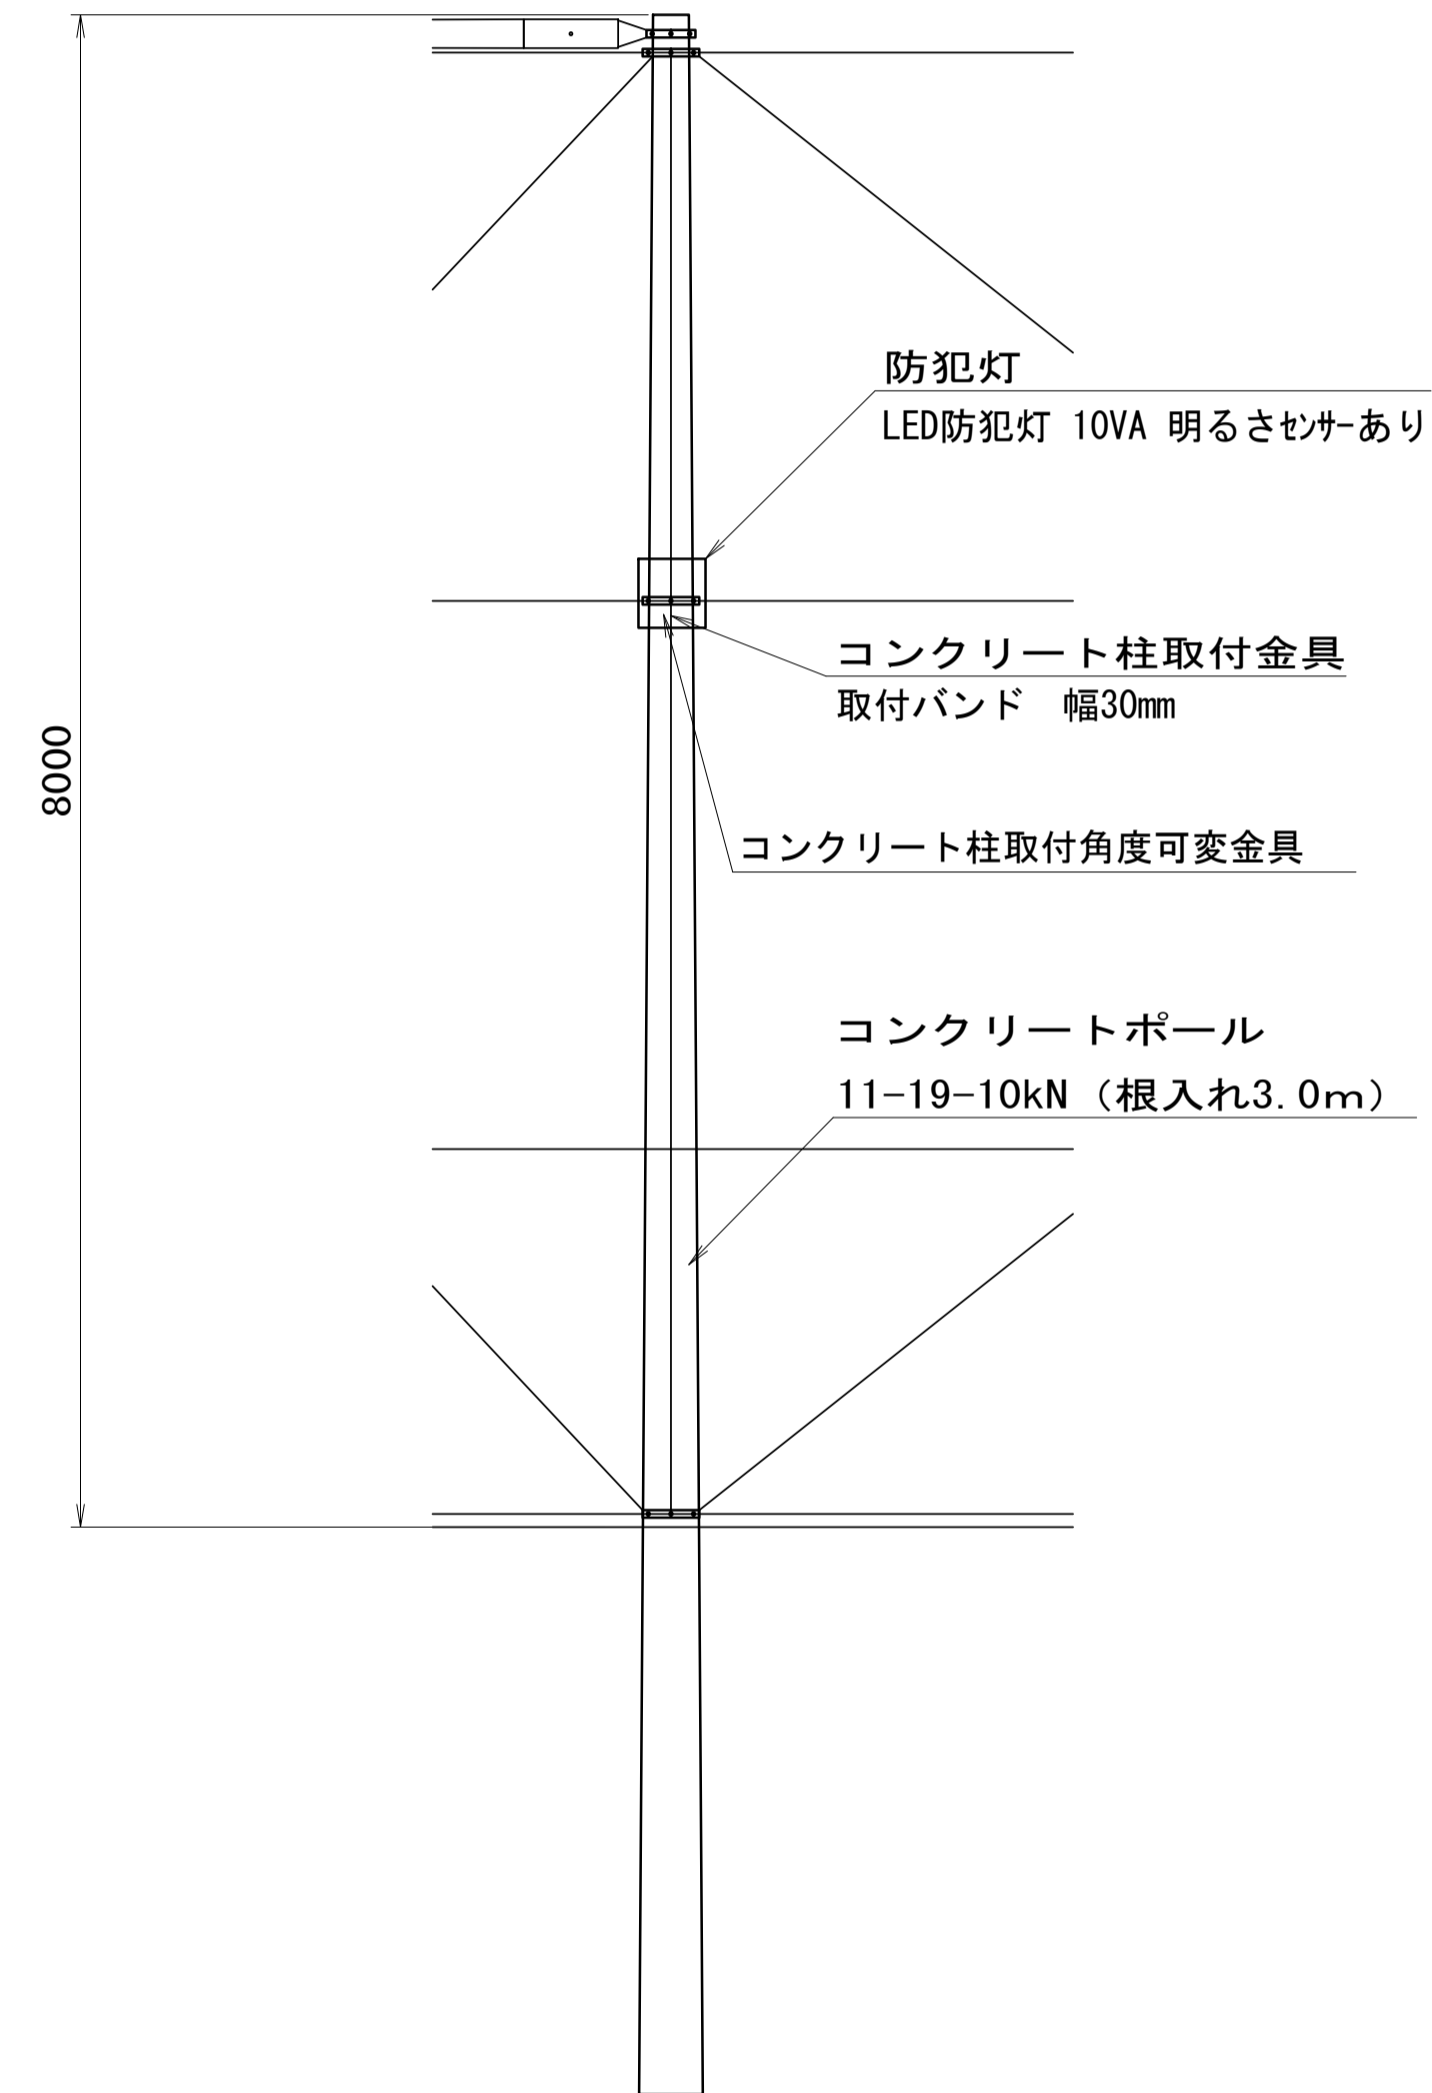 防犯灯
LED防犯灯 10VA 明るさｾﾝｻｰあり
コンクリート柱取付金具
取付バンド　幅30mm
8000
コンクリート柱取付角度可変金具
コンクリートポール
11-19-10kN（根入れ3.0ｍ）